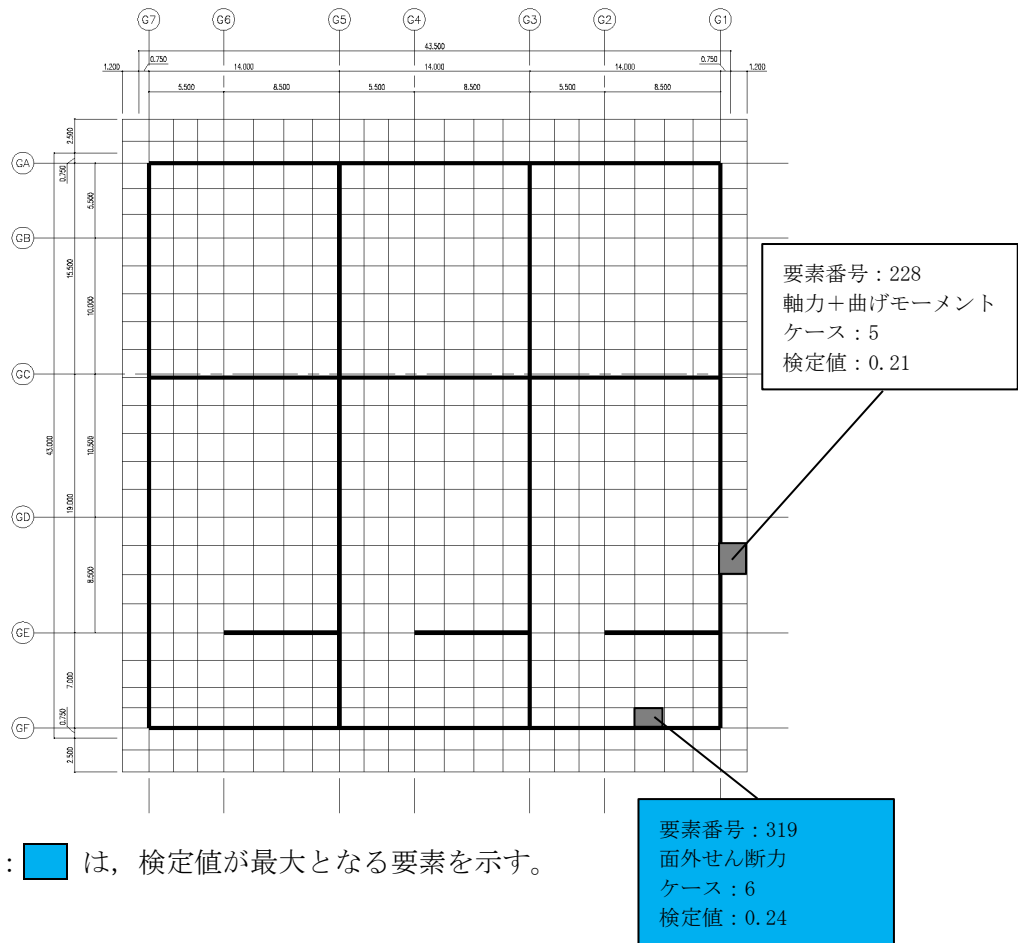 G7 G6 G5 G4 G3 G2 G1
43.500
1.200 0.750 14.000 14.000 14.000 0.750 1.200
5.500 8.500 5.500 8.500 5.500 8.500
2.500
GA
0.750
5.500
GB
15.500
10.000
GC
43.000
10.500
19.000
GD
8.500
GE
7.000
0.750
GF
2.500
要素番号：228
軸力＋曲げモーメント
ケース：5
検定値：0.21
要素番号：319
面外せん断力
ケース：6
検定値：0.24
： は，検定値が最大となる要素を示す。